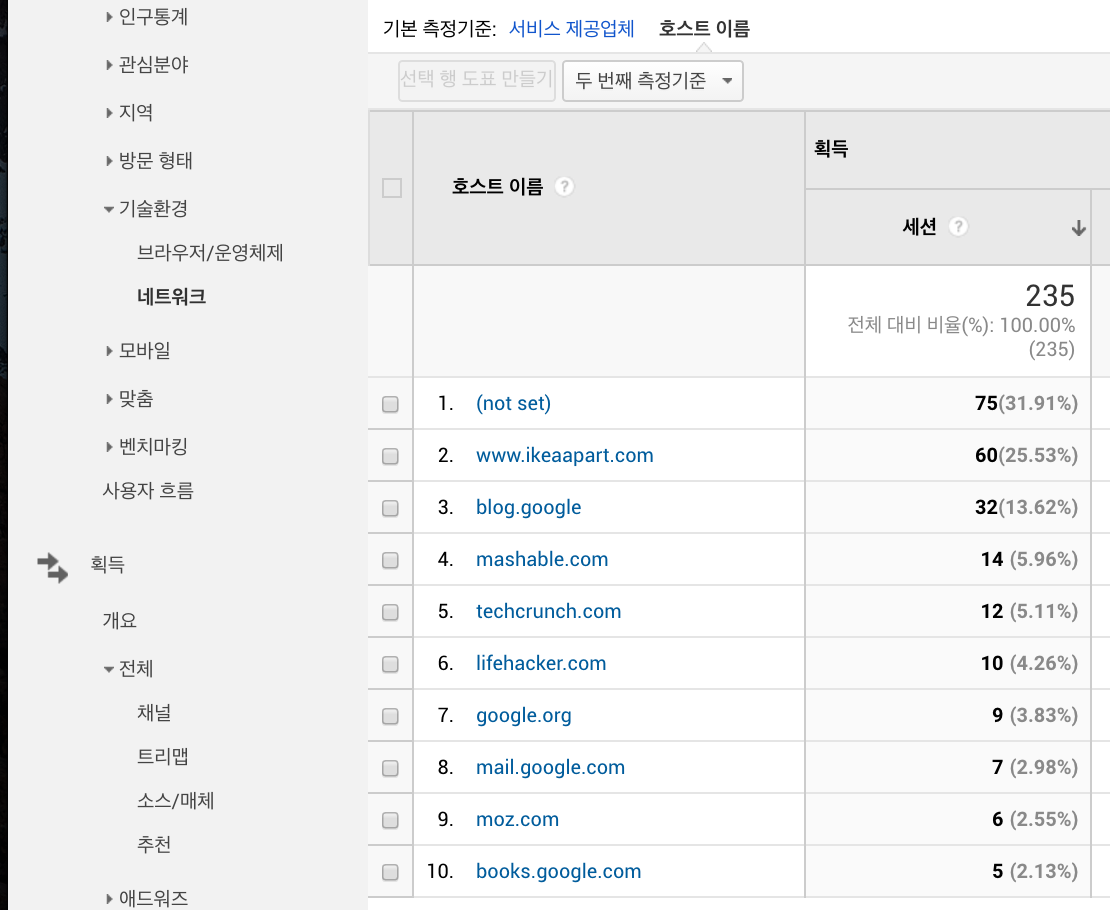 인구통계
관심분야
지역
방문 형태
기술환경
브라우저/운영체제
네트워크
모바일
맞춤
벤치마킹
사용자 흐름
획득
개요
전체
채널
트리맵
소스/매체
추천
애드워즈
기본 측정기준: 서비스 제공업체 호스트 이름
선택 행 도표 만들기 두 번째 측정기준
호스트 이름 ?
획득
세션 ?
235
전체 대비 비율(%): 100.00%
(235)
1. (not set) 75(31.91%)
2. www.ikeaapart.com 60(25.53%)
3. blog.google 32(13.62%)
4. mashable.com 14 (5.96%)
5. techcrunch.com 12 (5.11%)
6. lifehacker.com 10 (4.26%)
7. google.org 9 (3.83%)
8. mail.google.com 7 (2.98%)
9. moz.com 6 (2.55%)
10. books.google.com 5 (2.13%)